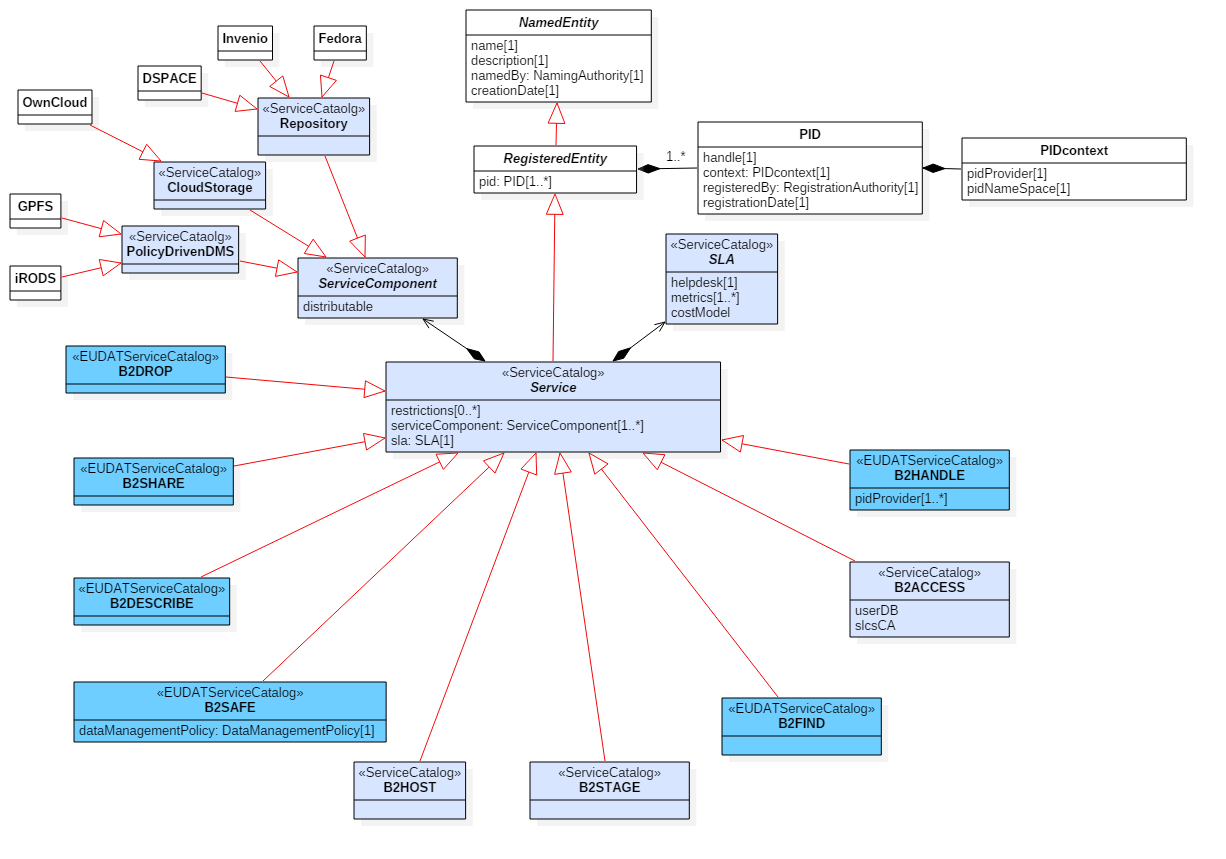 NamedEntity
name[1]
description[1]
namedBy: NamingAuthority[1]
creationDate[1]
Invenio
Fedora
DSPACE
OwnCloud
«ServiceCataolg»
Repository
«ServiceCatalog»
CloudStorage
GPFS
iRODS
«ServiceCataolg»
PolicyDrivenDMS
«ServiceCatalog»
ServiceComponent
distributable
RegisteredEntity
pid: PID[1..*]
1..*
PID
handle[1]
context: PIDcontext[1]
registeredBy: RegistrationAuthority[1]
registrationDate[1]
PIDcontext
pidProvider[1]
pidNameSpace[1]
«ServiceCatalog»
SLA
helpdesk[1]
metrics[1..*]
costModel
«EUDATServiceCatalog»
B2DROP
«ServiceCatalog»
Service
restrictions[0..*]
serviceComponent: ServiceComponent[1..*]
sla: SLA[1]
«EUDATServiceCatalog»
B2SHARE
«EUDATServiceCatalog»
B2HANDLE
pidProvider[1..*]
«EUDATServiceCatalog»
B2DESCRIBE
«ServiceCatalog»
B2ACCESS
userDB
slcsCA
«EUDATServiceCatalog»
B2SAFE
dataManagementPolicy: DataManagementPolicy[1]
«EUDATServiceCatalog»
B2FIND
«ServiceCatalog»
B2HOST
«ServiceCatalog»
B2STAGE